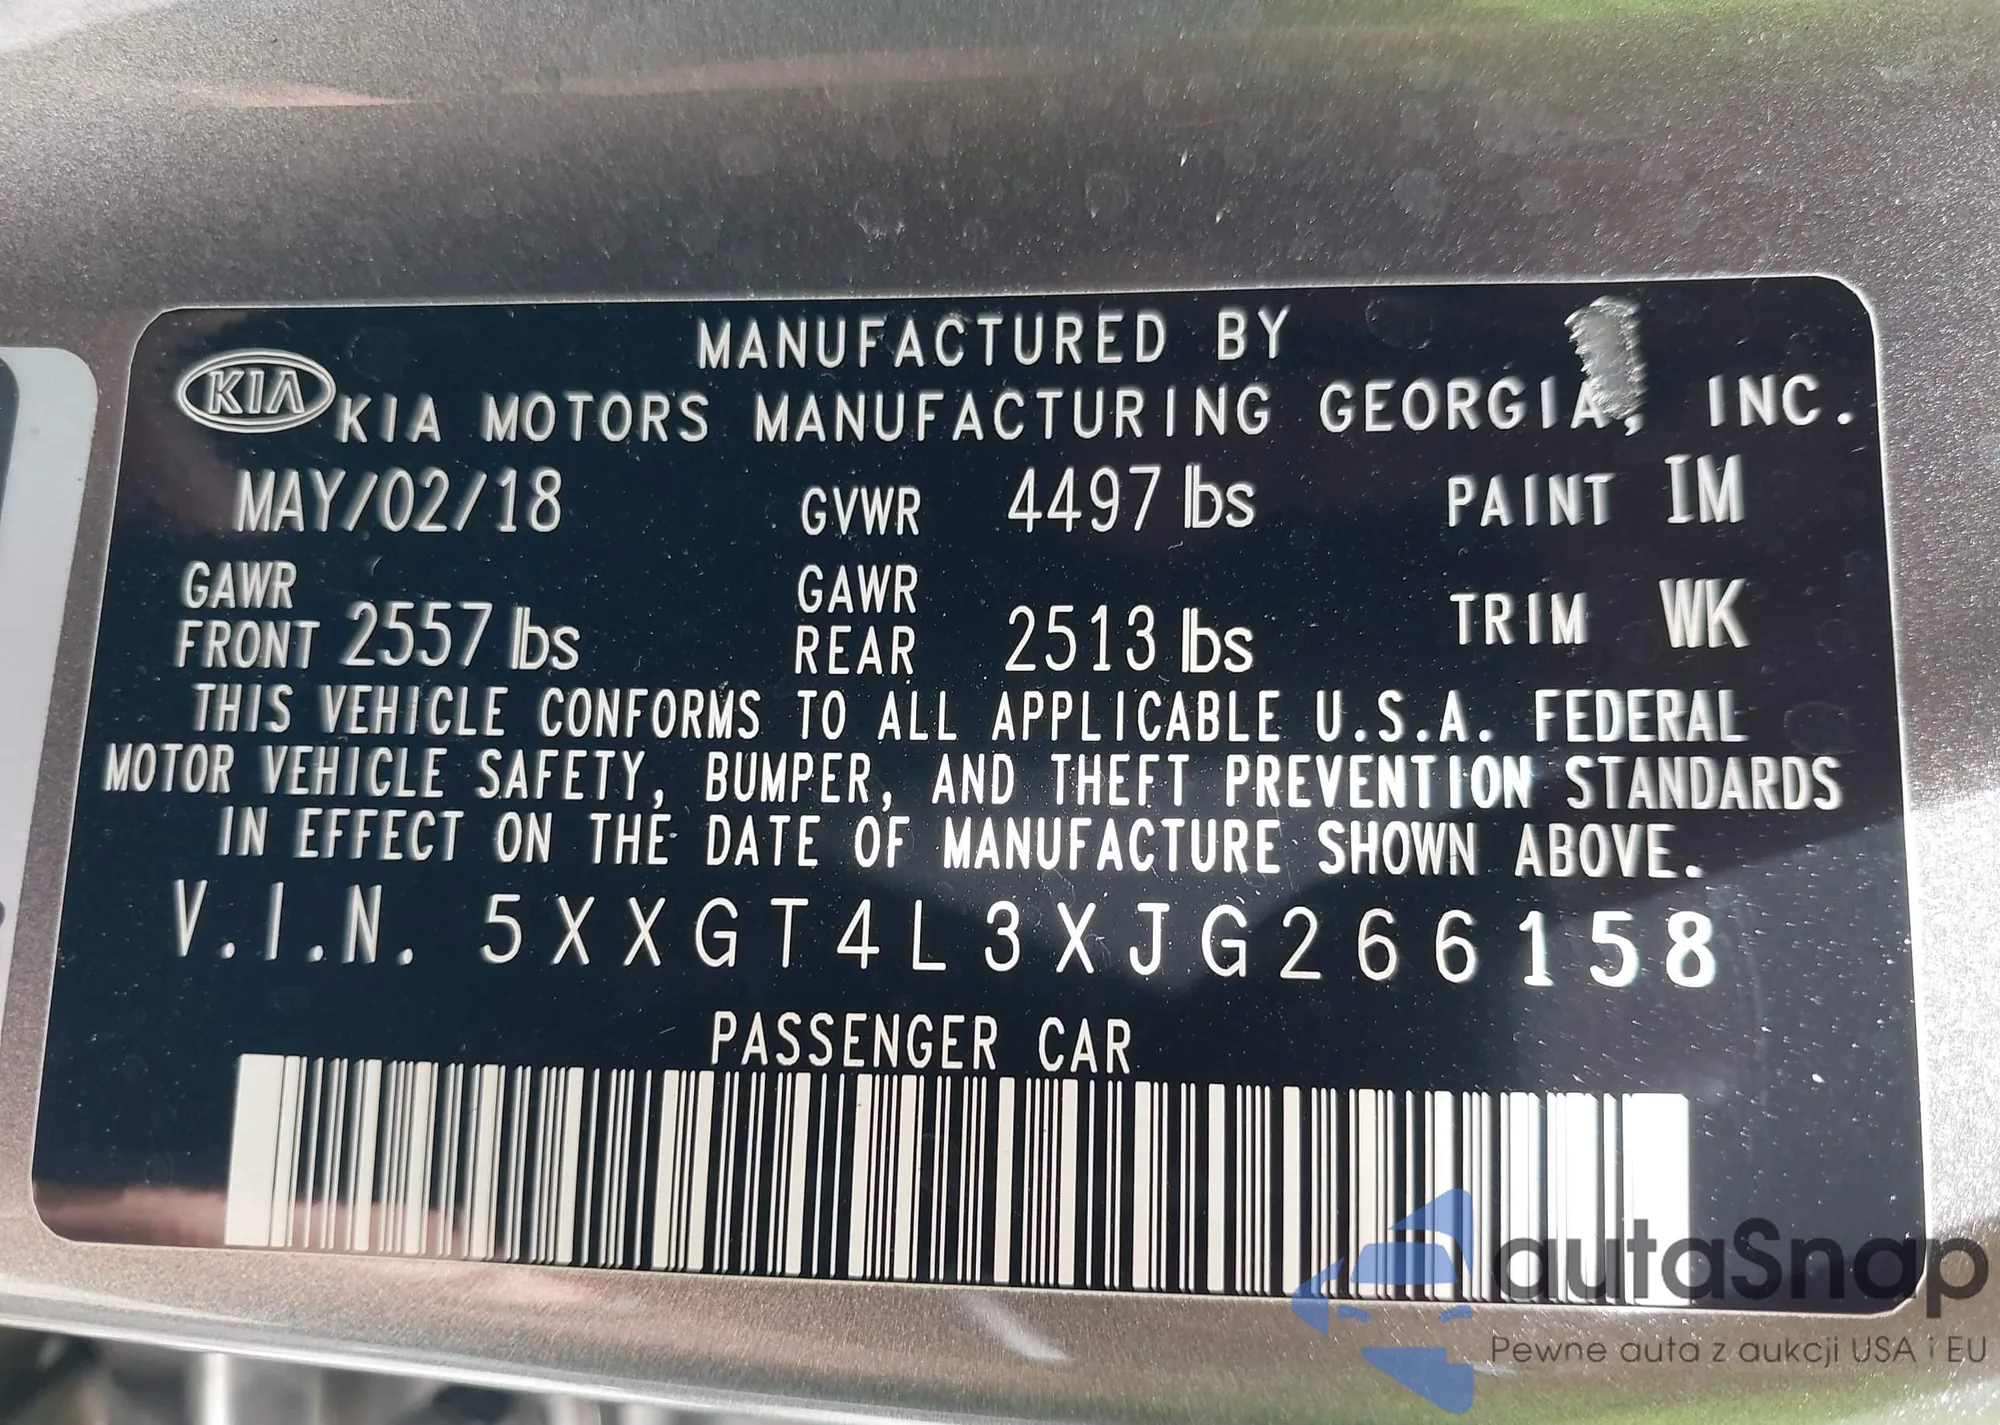 MANUFACTURED BY
KIA
KIA MOTORS MANUFACTURING GEORGIA, INC.
MAY/02/18 GVWR 4497 lbs PAINT IM
GAWR FRONT 2557 lbs GAWR REAR 2513 lbs TRIM WK
THIS VEHICLE CONFORMS TO ALL APPLICABLE U.S.A. FEDERAL
MOTOR VEHICLE SAFETY, BUMPER, AND THEFT PREVENTION STANDARDS
IN EFFECT ON THE DATE OF MANUFACTURE SHOWN ABOVE.
V.I.N. 5XXGT4L3XJG266158
PASSENGER CAR
autaSnap
Pewne auta z aukcji USA i EU